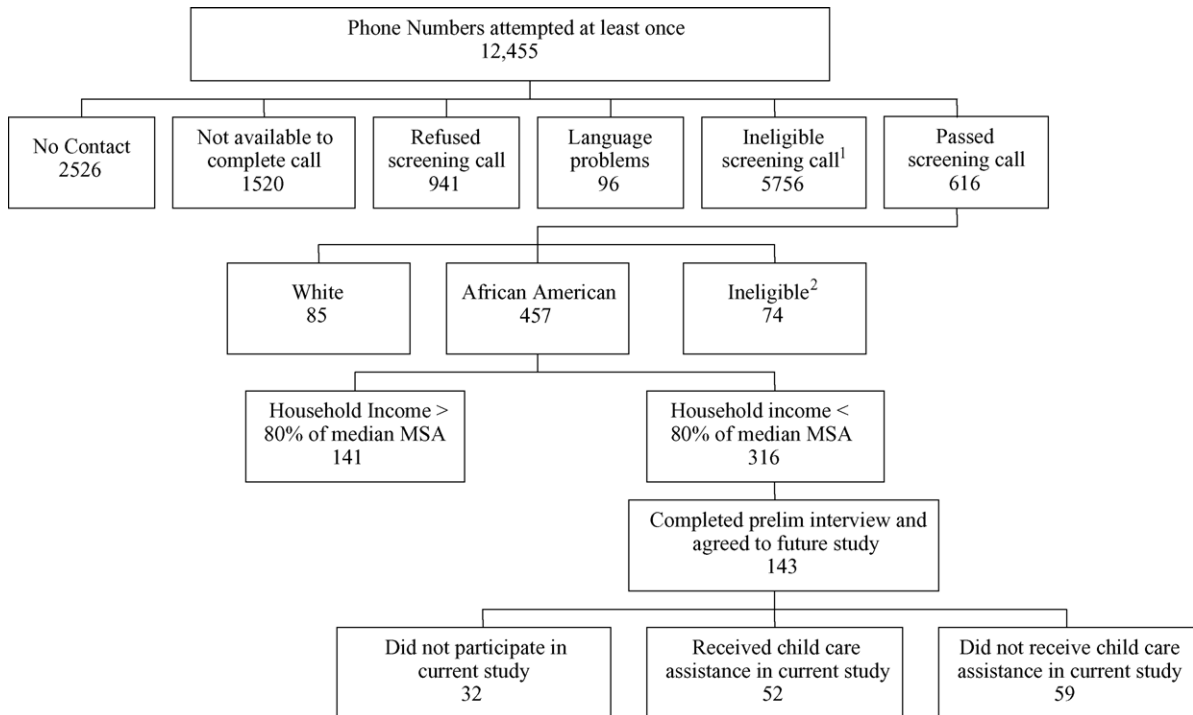 Phone Numbers attempted at least once
12,455
No Contact
2526
Not available to
complete call
1520
Refused
screening call
941
Language
problems
96
Ineligible
screening call1
5756
Passed
screening call
616
White
85
African American
457
Ineligible2
74
Household Income >
80% of median MSA
141
Household income <
80% of median MSA
316
Completed prelim interview and
agreed to future study
143
Did not participate in
current study
32
Received child care
assistance in current study
52
Did not receive child care
assistance in current study
59